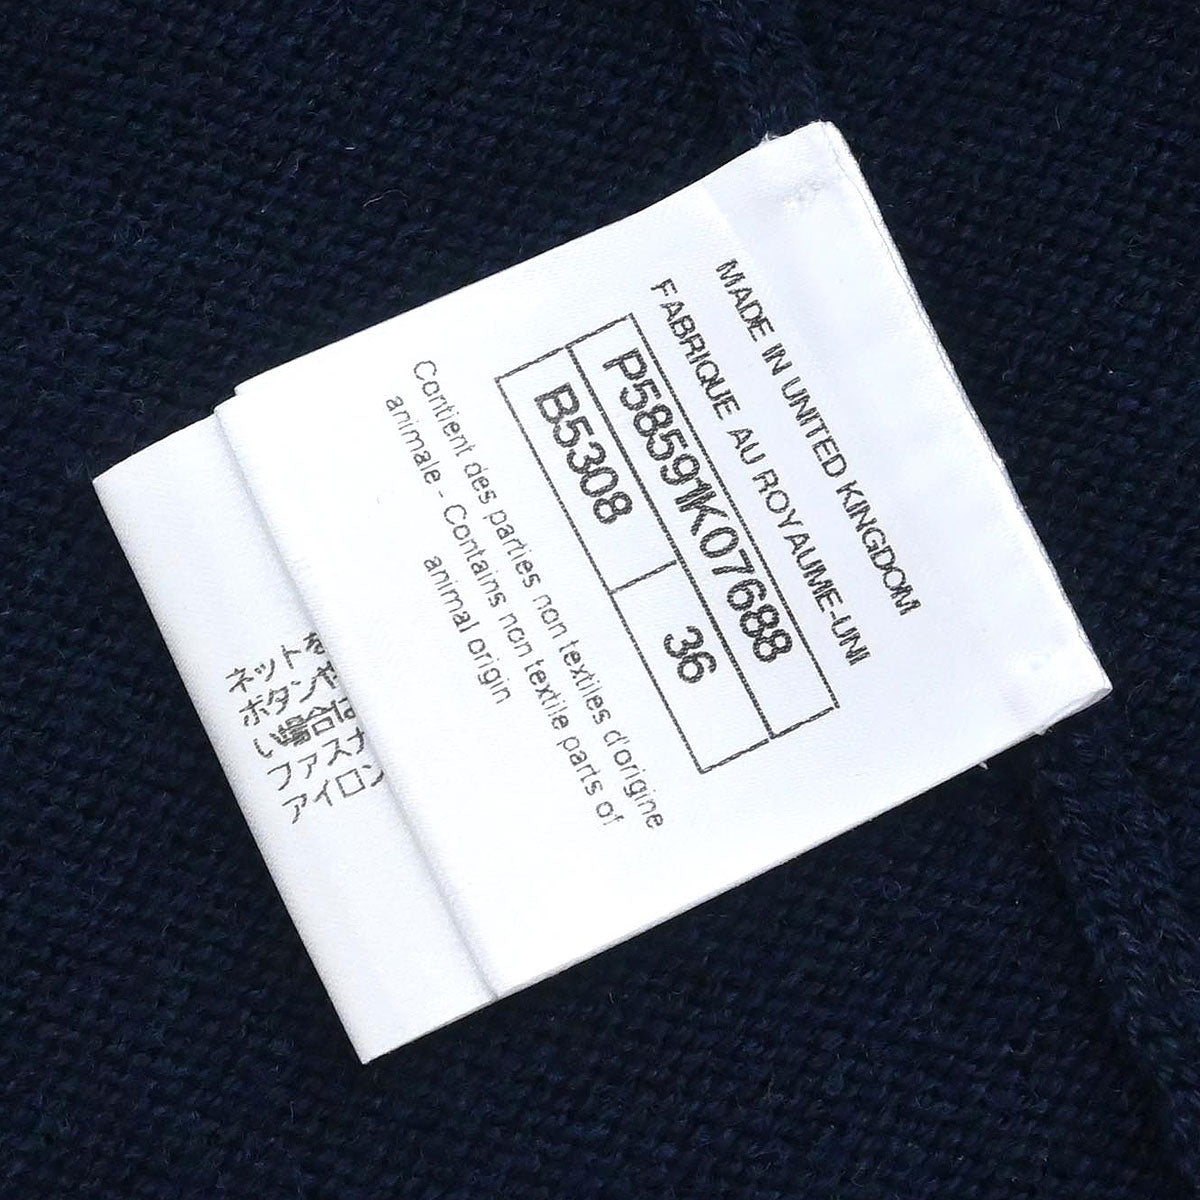 MADE IN UNITED KINGDOM
FABRIQUE AU ROYAUME-UNI
P58591K07688
B5308 36
Contient des parties non textiles d'origine
animale - Contains non textile parts of
animal origin
ネットを
ボタンや
い場合は
ファスナ
アイロン